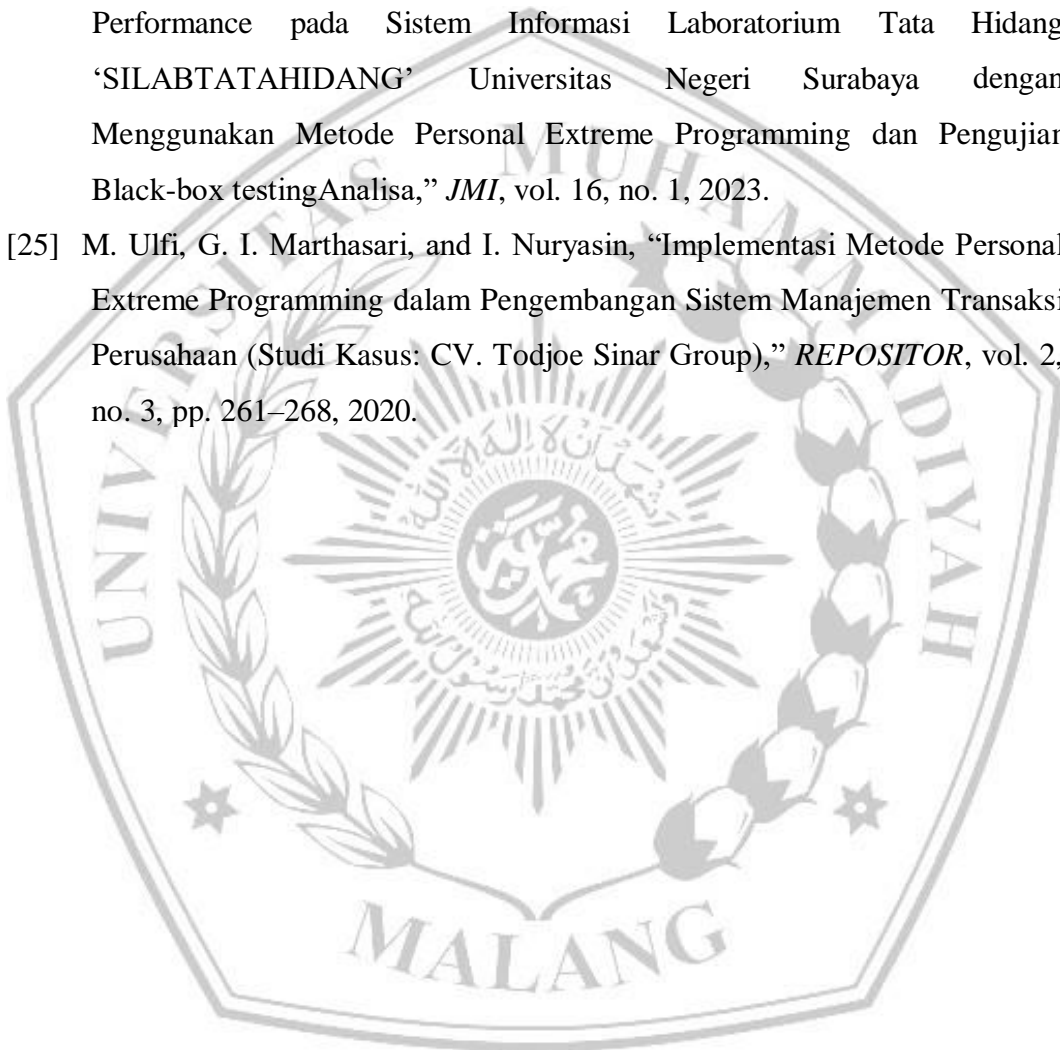 Performance pada Sistem Informasi Laboratorium Tata Hidang
‘SILABTATAHIDANG’ Universitas Negeri Surabaya dengan
Menggunakan Metode Personal Extreme Programming dan Pengujian
Black-box testingAnalisa,” JMI, vol. 16, no. 1, 2023.
[25] M. Ulfi, G. I. Marthasari, and I. Nuryasin, “Implementasi Metode Personal
Extreme Programming dalam Pengembangan Sistem Manajemen Transaksi
Perusahaan (Studi Kasus: CV. Todjoe Sinar Group),” REPOSITOR, vol. 2,
no. 3, pp. 261–268, 2020.
UNIVERSITAS MUHAMMADIYAH
MALANG